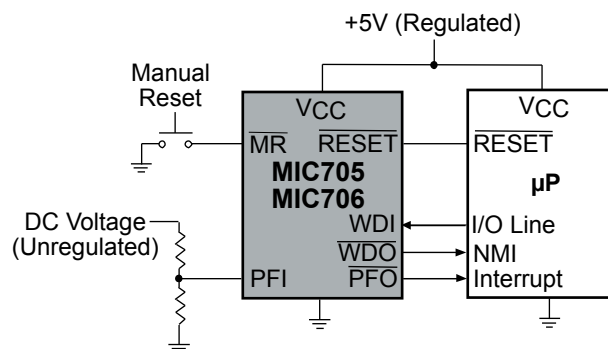 +5V (Regulated)
Manual
Reset
VCC
VCC
MR
RESET
RESET
MIC705
MIC706
µP
DC Voltage
(Unregulated)
WDI
I/O Line
WDO
NMI
PFI
PFO
Interrupt